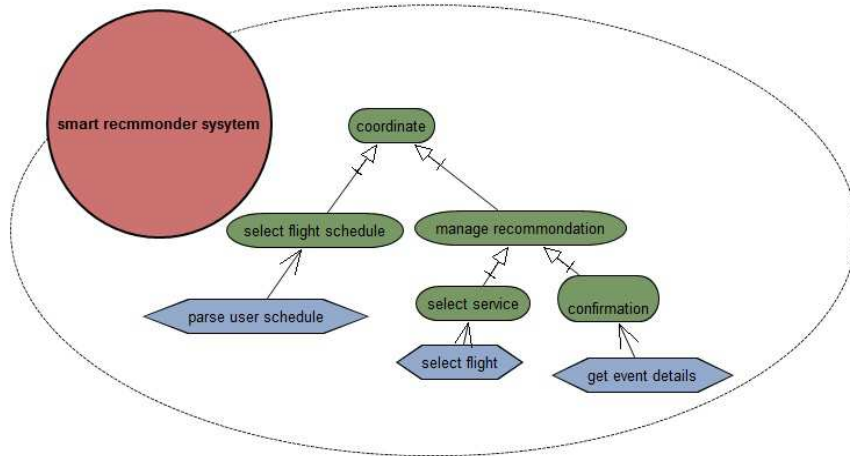 smart recmmonder sysytem
coordinate
select flight schedule
manage recommondation
select service
confirmation
parse user schedule
select flight
get event details